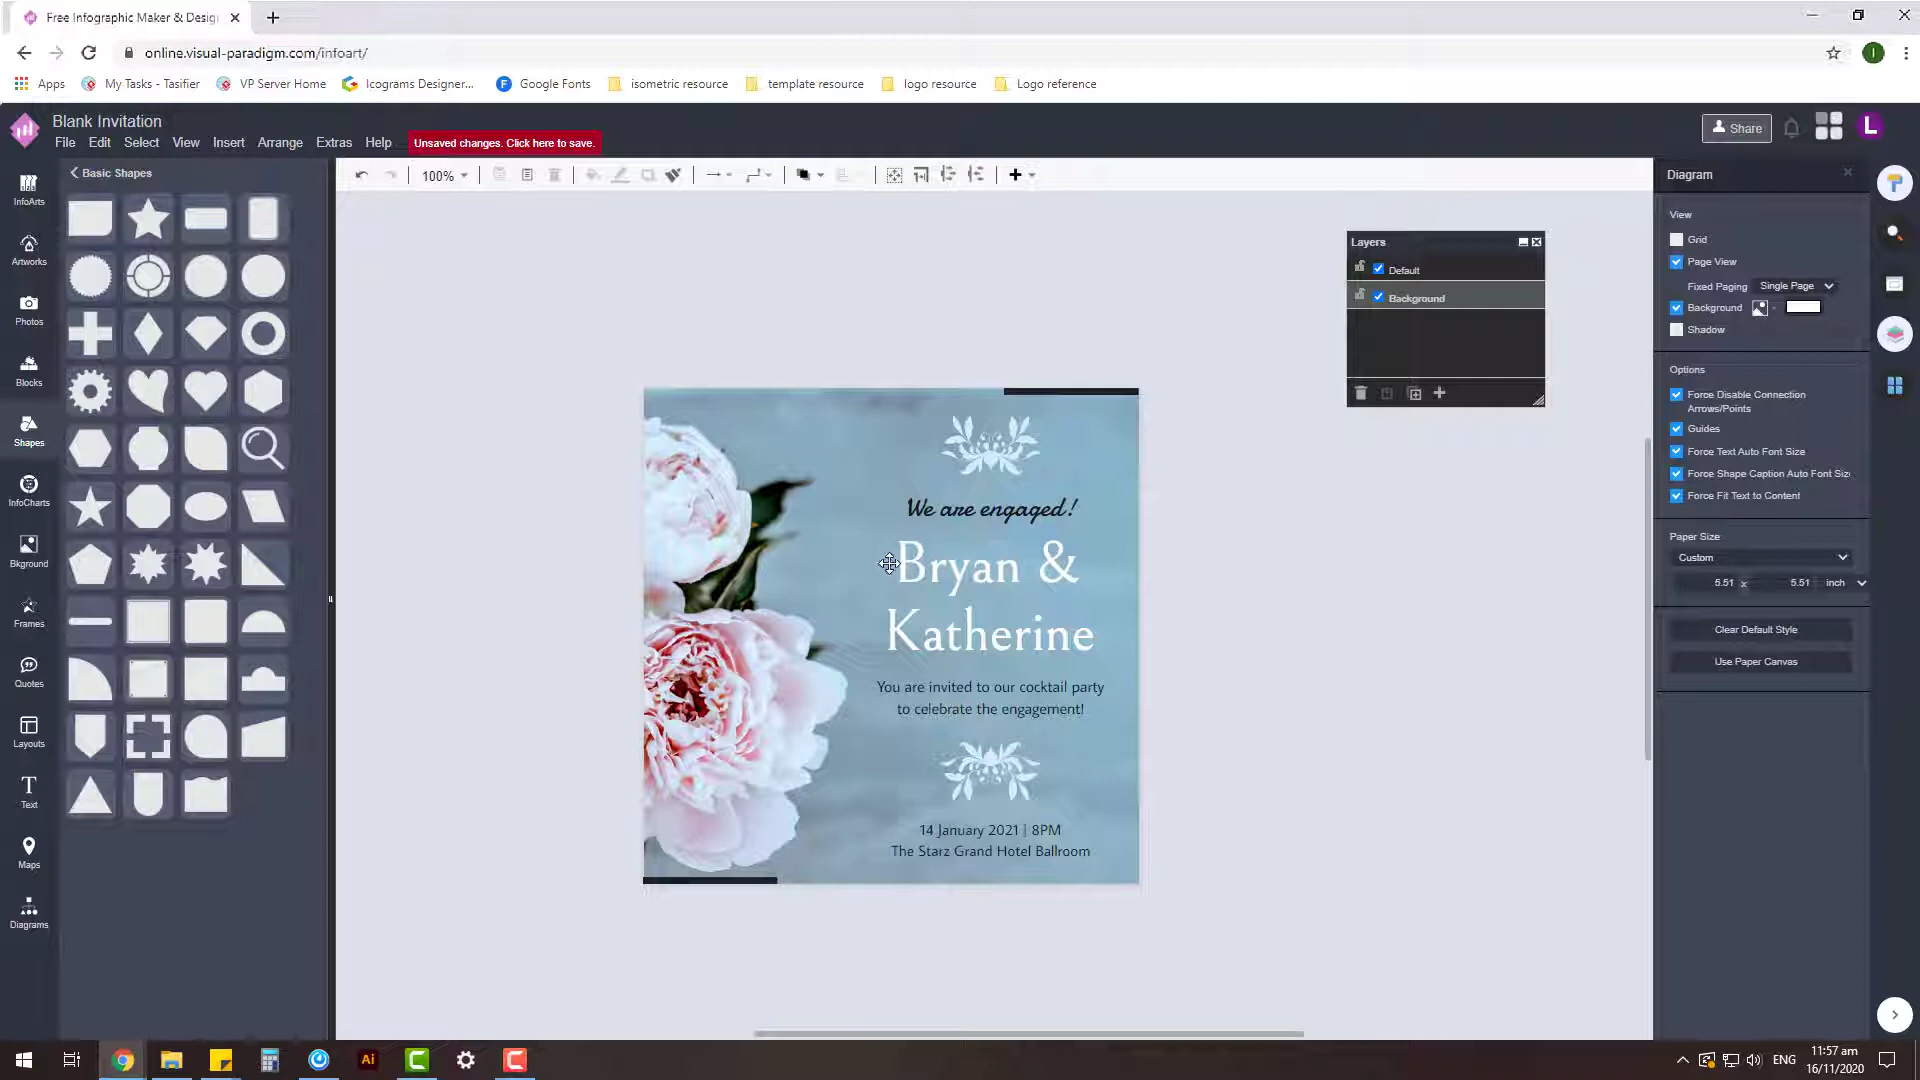 Free Infographic Maker & Desig
online.visual-paradigm.com/infoart/
I
Apps
My Tasks - Tasifier
VP Server Home
Icograms Designer...
F
Google Fonts
isometric resource
template resource
logo resource
Logo reference
Blank Invitation
File
Edit
Select
View
Insert
Arrange
Extras
Help
Unsaved changes. Click here to save.
Share
L
InfoArts
Artworks
Photos
Blocks
Shapes
InfoCharts
Bkground
Frames
Quotes
Layouts
T
Text
Maps
Diagrams
Basic Shapes
100%
We are engaged!
Bryan &
Katherine
You are invited to our cocktail party
to celebrate the engagement!
14 January 2021 | 8PM
The Starz Grand Hotel Ballroom
Layers
Default
Background
Diagram
View
Grid
Page View
Fixed Paging
Single Page
Background
Shadow
Options
Force Disable Connection
Arrows/Points
Guides
Force Text Auto Font Size
Force Shape Caption Auto Font Siz
Force Fit Text to Content
Paper Size
Custom
5.51 x 5.51 inch
Clear Default Style
Use Paper Canvas
Ai
ENG
11:57 am
16/11/2020